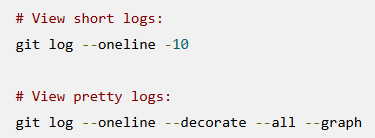 # View short logs:
git log --oneline -10
# View pretty logs:
git log --oneline --decorate --all --graph